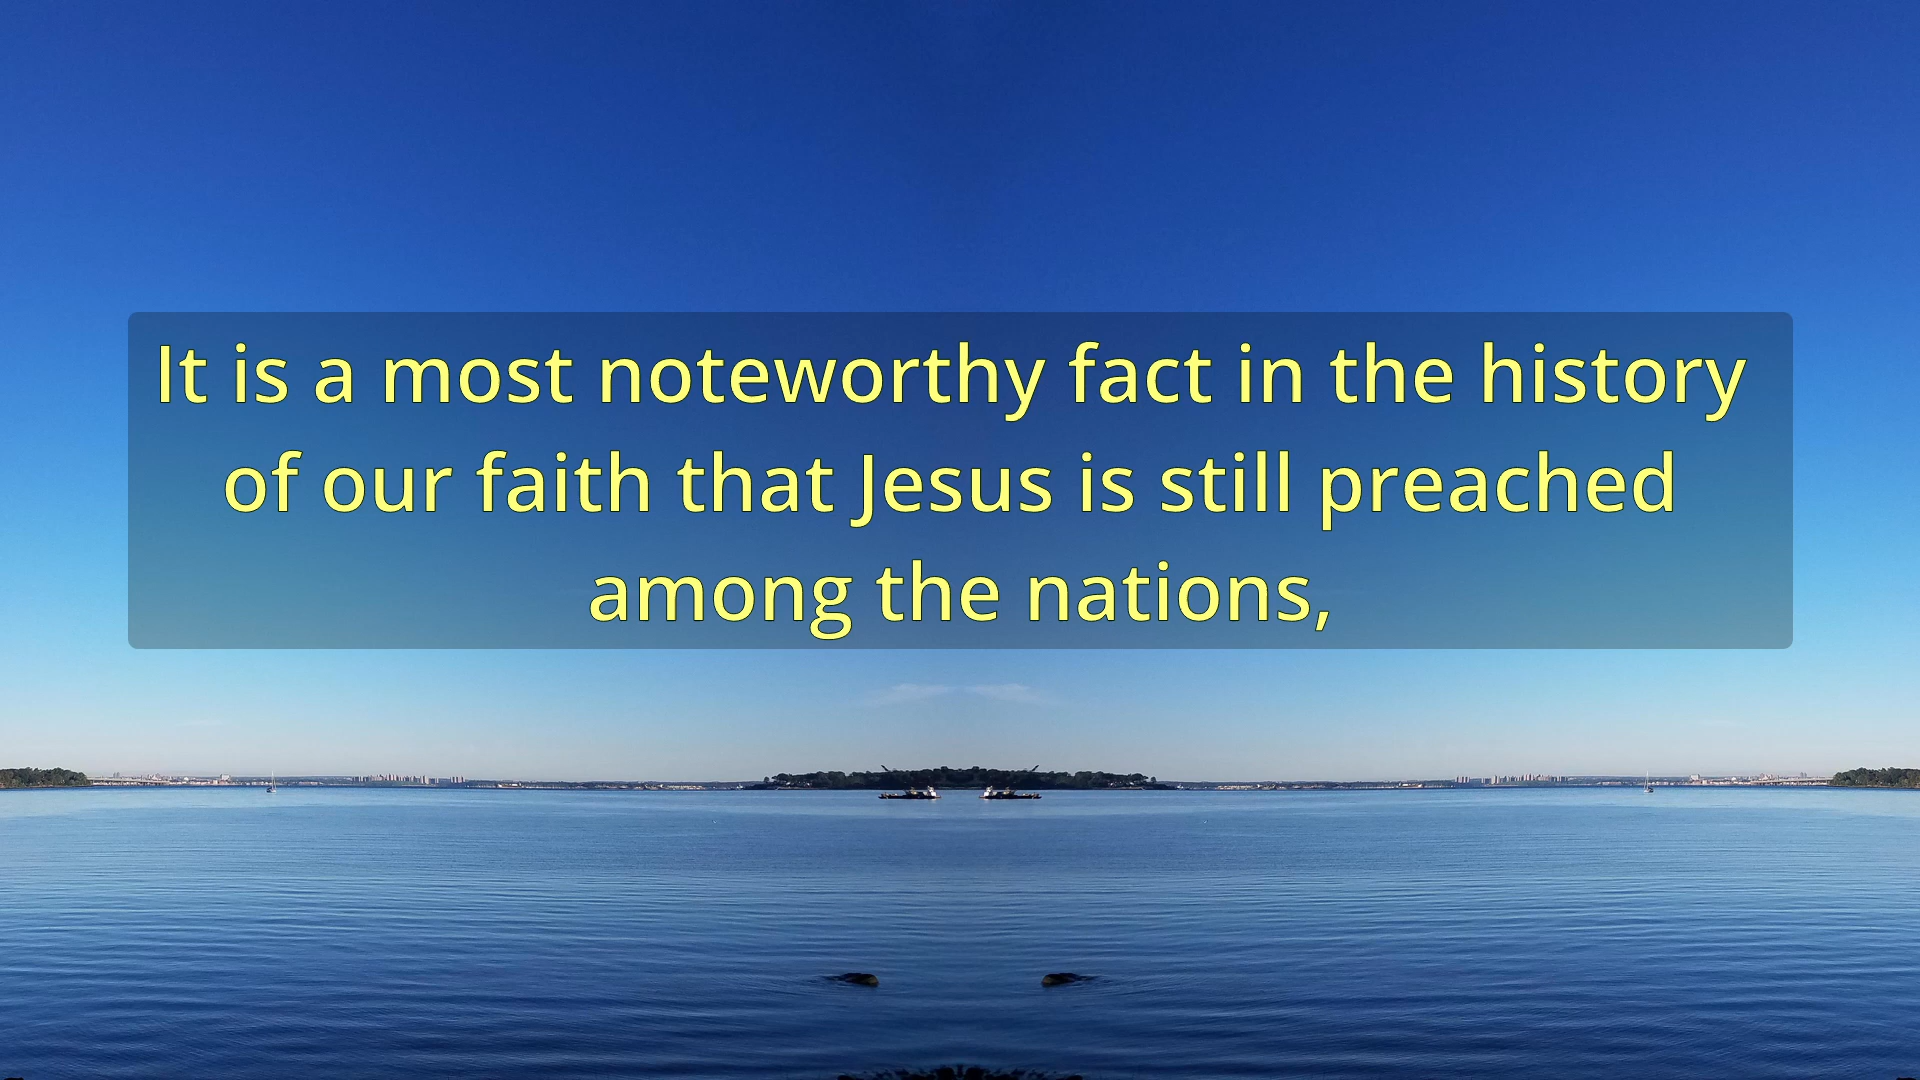 It is a most noteworthy fact in the history
of our faith that Jesus is still preached
among the nations,